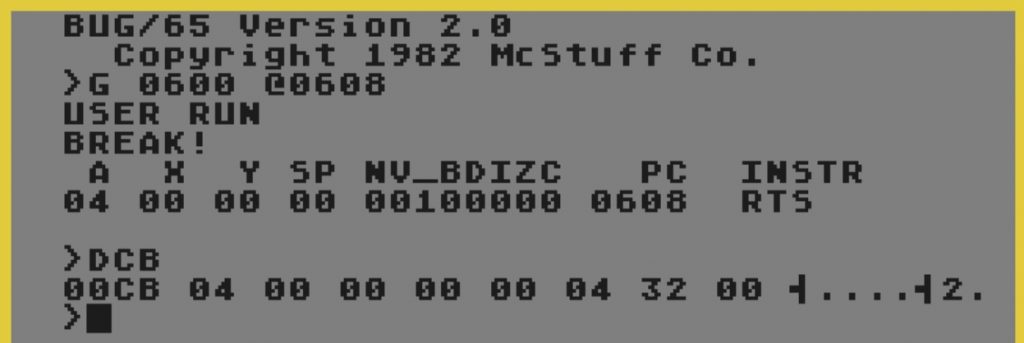 BUG/65 Version 2.0
Copyright 1982 McStuff Co.
>G 0600 @0608
USER RUN
BREAK!
A X Y SP NV_BDIZC PC INSTR
04 00 00 00 00100000 0608 RTS
>DCB
00CB 04 00 00 00 00 04 32 00 ┫....┫2.
>